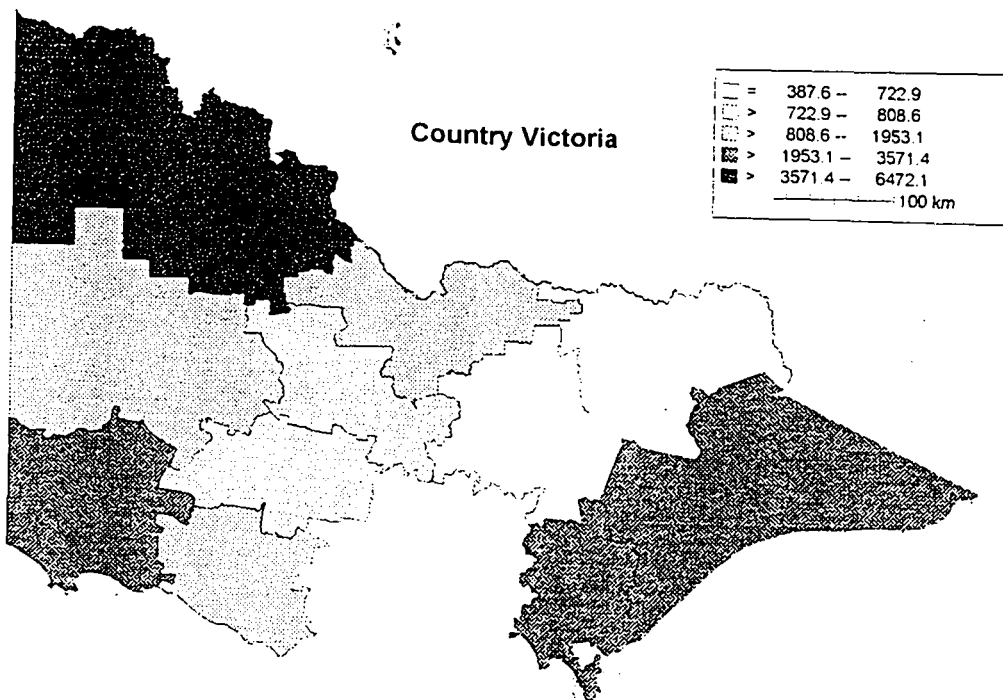 Country Victoria
= 387.6 -- 722.9
> 722.9 -- 808.6
> 808.6 -- 1953.1
> 1953.1 -- 3571.4
> 3571.4 -- 6472.1
100 km